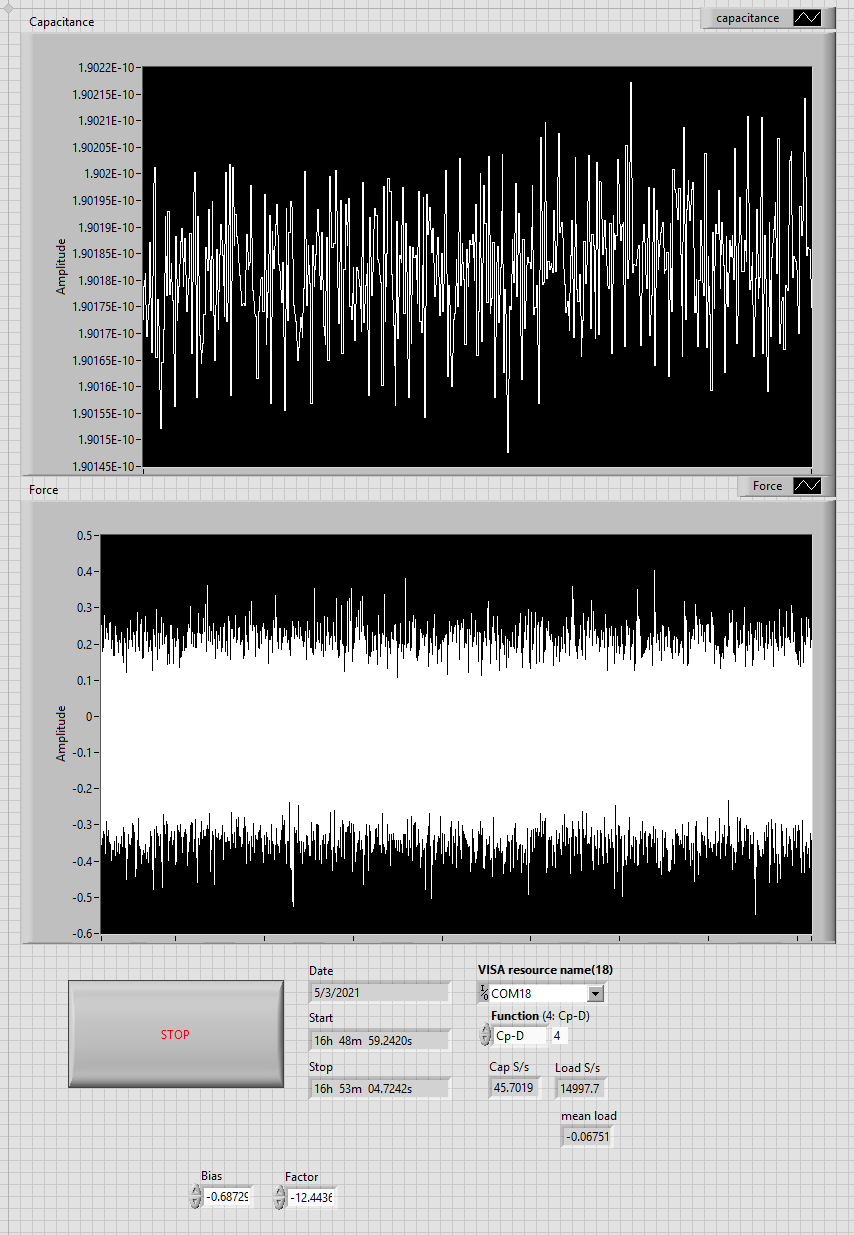 Capacitance
capacitance
1.9022E-10
1.90215E-10
1.9021E-10
1.90205E-10
1.902E-10
1.90195E-10
1.9019E-10
1.90185E-10
1.9018E-10
1.90175E-10
1.9017E-10
1.90165E-10
1.9016E-10
1.90155E-10
1.9015E-10
1.90145E-10
Amplitude
Force
Force
0.5
0.4
0.3
0.2
0.1
0
-0.1
-0.2
-0.3
-0.4
-0.5
-0.6
Amplitude
STOP
Date
5/3/2021
Start
16h 48m 59.2420s
Stop
16h 53m 04.7242s
VISA resource name(18)
COM18
Function (4: Cp-D)
Cp-D 4
Cap S/s Load S/s
45.7019 14997.7
mean load
-0.06751
Bias Factor
-0.68729 -12.4436